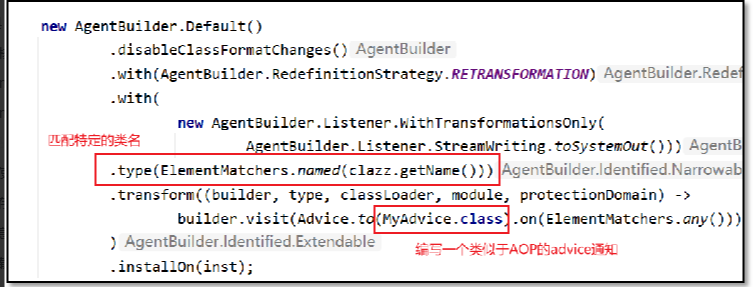 new AgentBuilder.Default()
.disableClassFormatChanges() AgentBuilder
.with(AgentBuilder.RedefinitionStrategy.RETRANSFORMATION) AgentBuilder.Redef
.with(
new AgentBuilder.Listener.WithTransformationsOnly(
匹配特定的类名
AgentBuilder.Listener.StreamWriting.toSystemOut())) AgentB
.type(ElementMatchers.named(clazz.getName())) AgentBuilder.Identified.Narrowab
.transform((builder, type, classLoader, module, protectionDomain) ->
builder.visit(Advice.to(MyAdvice.class).on(ElementMatchers.any()))
) AgentBuilder.Identified.Extendable
编写一个类似于AOP的advice通知
.installOn(inst);